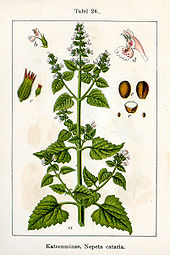 Tafel 24.
Katzenminze, Nepeta cataria.